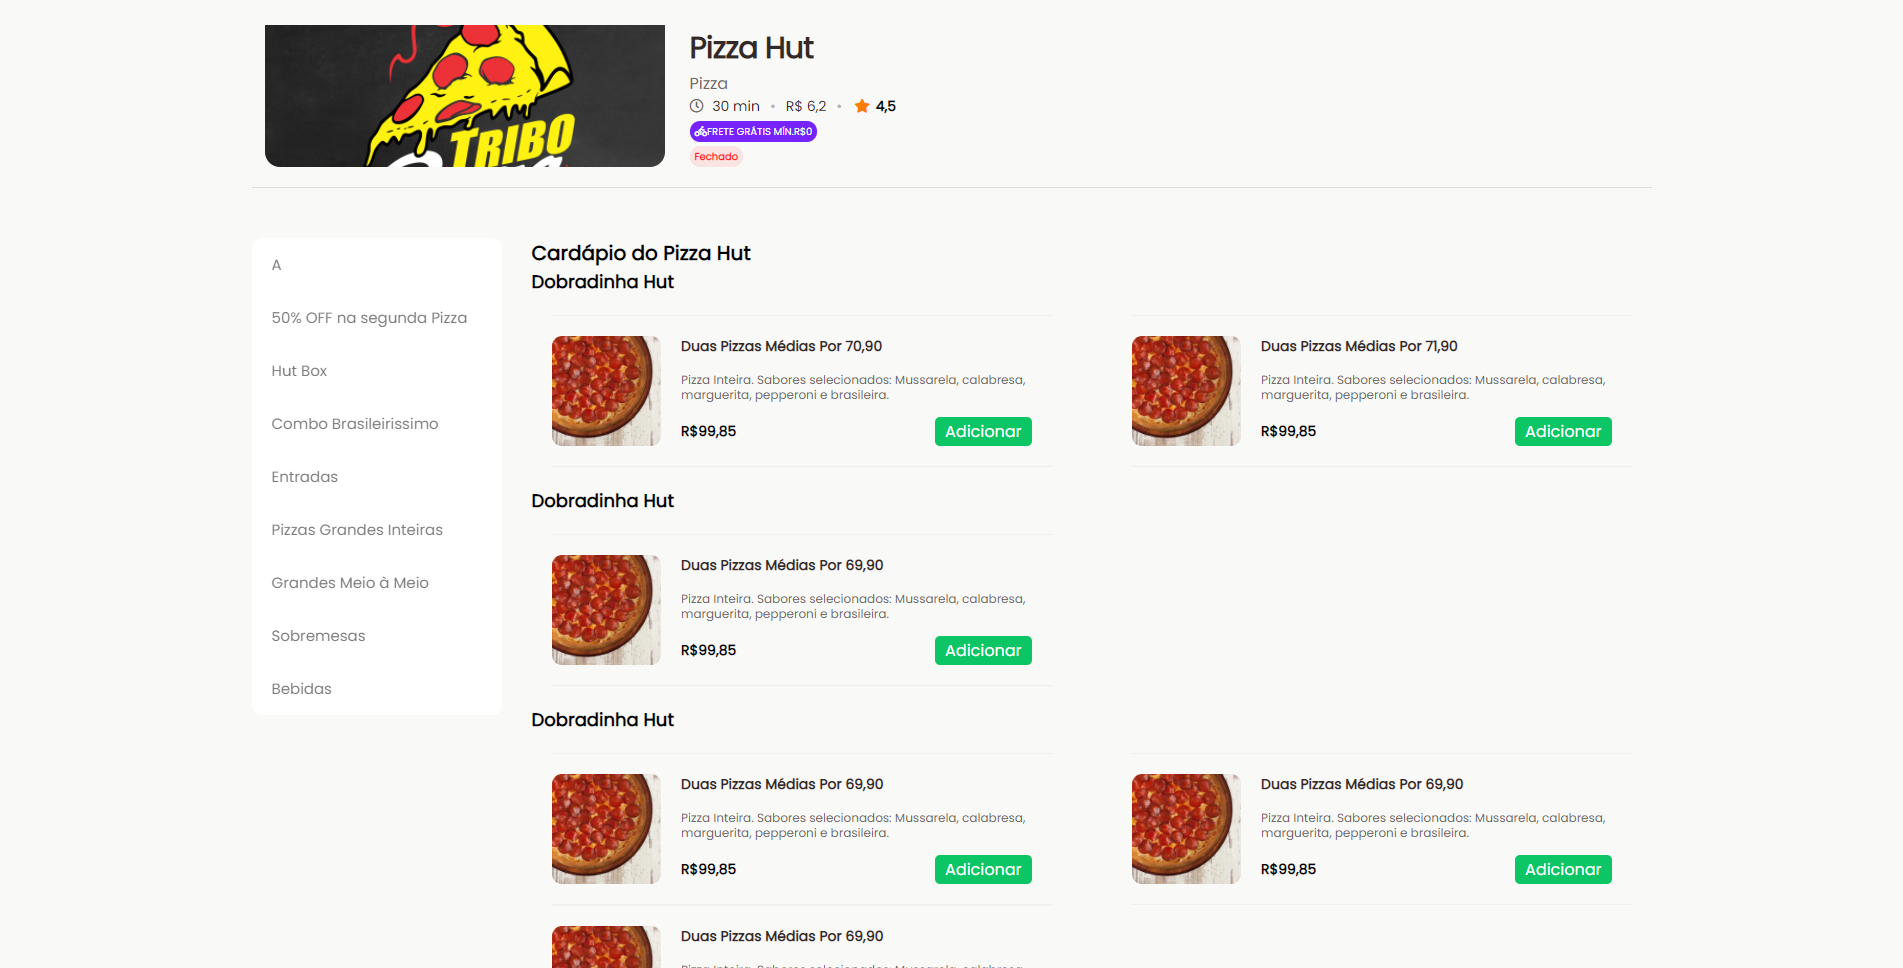 TRIBO
Pizza Hut
Pizza
30 min • R$ 6,2 • 4,5
FRETE GRÁTIS MÍN.R$0
Fechado
A
50% OFF na segunda Pizza
Hut Box
Combo Brasileirissimo
Entradas
Pizzas Grandes Inteiras
Grandes Meio à Meio
Sobremesas
Bebidas
Cardápio do Pizza Hut
Dobradinha Hut
Duas Pizzas Médias Por 70,90
Pizza Inteira. Sabores selecionados: Mussarela, calabresa,
marguerita, pepperoni e brasileira.
R$99,85
Adicionar
Duas Pizzas Médias Por 71,90
Pizza Inteira. Sabores selecionados: Mussarela, calabresa,
marguerita, pepperoni e brasileira.
R$99,85
Adicionar
Dobradinha Hut
Duas Pizzas Médias Por 69,90
Pizza Inteira. Sabores selecionados: Mussarela, calabresa,
marguerita, pepperoni e brasileira.
R$99,85
Adicionar
Dobradinha Hut
Duas Pizzas Médias Por 69,90
Pizza Inteira. Sabores selecionados: Mussarela, calabresa,
marguerita, pepperoni e brasileira.
R$99,85
Adicionar
Duas Pizzas Médias Por 69,90
Pizza Inteira. Sabores selecionados: Mussarela, calabresa,
marguerita, pepperoni e brasileira.
R$99,85
Adicionar
Duas Pizzas Médias Por 69,90